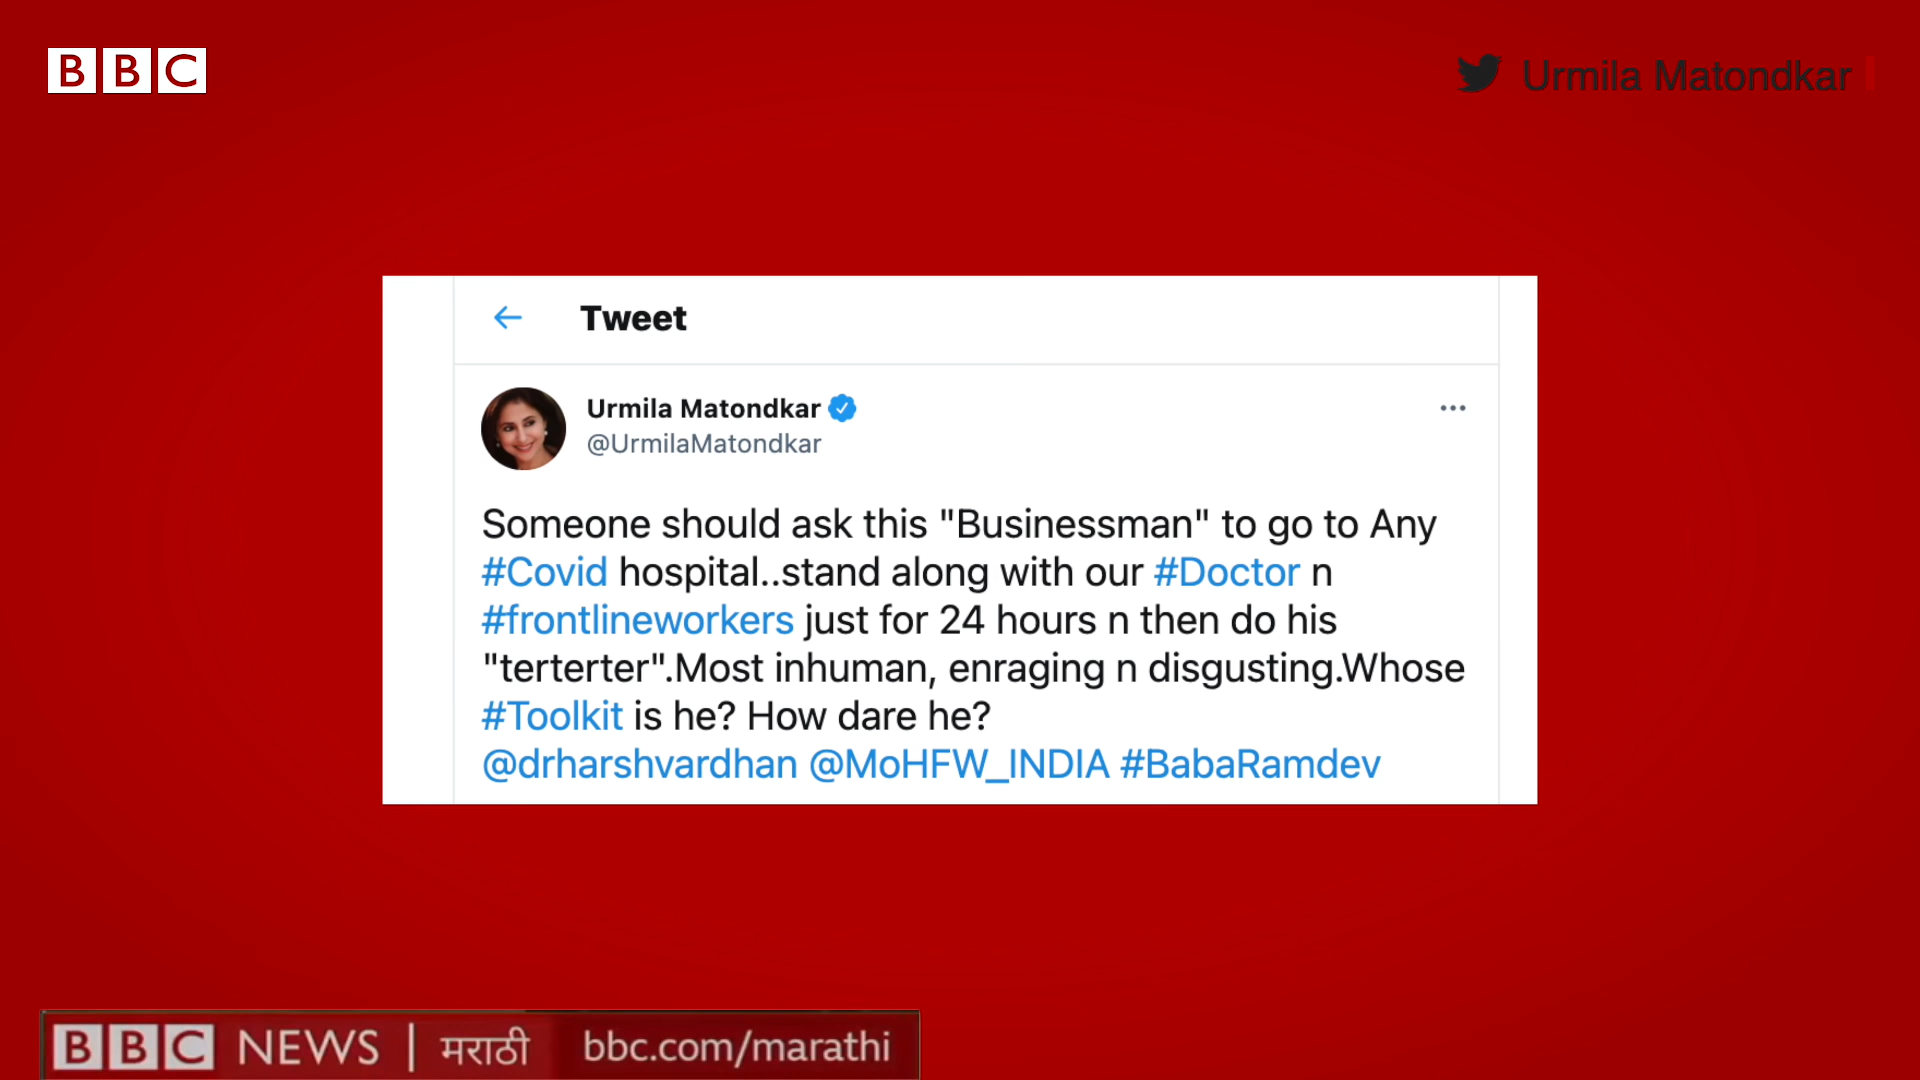 BBC
Urmila Matondkar
Tweet
Urmila Matondkar
@UrmilaMatondkar
Someone should ask this "Businessman" to go to Any
#Covid hospital..stand along with our #Doctor n
#frontlineworkers just for 24 hours n then do his
"terterter".Most inhuman, enraging n disgusting.Whose
#Toolkit is he? How dare he?
@drharshvardhan @MoHFW_INDIA #BabaRamdev
BBC NEWS | मराठी bbc.com/marathi